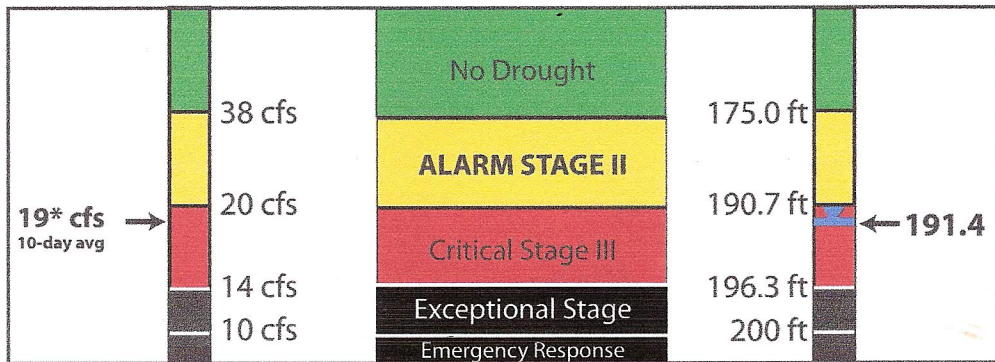 No Drought
38 cfs
175.0 ft
ALARM STAGE II
20 cfs
190.7 ft
19* cfs
10-day avg
191.4
Critical Stage III
14 cfs
196.3 ft
Exceptional Stage
10 cfs
200 ft
Emergency Response